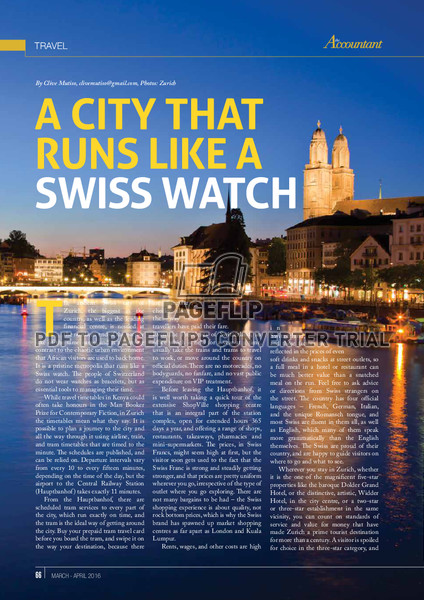 TRAVEL
The Accountant
By Clive Mutiso, clivemutiso@gmail.com, Photos: Zurich
A CITY THAT
RUNS LIKE A
SWISS WATCH
PAGEFLIP
PDF TO PAGEFLIP5 CONVERTER TRIAL
contrast to the chaotic urban environment
that African visitors are used to back home.
It is a pristine metropolis that runs like a
Swiss watch. The people of Switzerland
do not wear watches as bracelets, but as
essential tools to managing their time.
While travel timetables in Kenya could
often take honours in the Man Booker
Prize for Contemporary Fiction, in Zurich
the timetables mean what they say. It is
possible to plan a journey to the city and
all the way through it using airline, train,
and tram timetables that are timed to the
minute. The schedules are published, and
can be relied on. Departure intervals vary
from every 10 to every fifteen minutes,
depending on the time of day, but the
airport to the Central Railway Station
(Hauptbanhof) takes exactly 11 minutes.
From the Hauptbanhof, there are
scheduled tram services to every part of
the city, which run exactly on time, and
the tram is the ideal way of getting around
the city. Buy your prepaid tram travel card
before you board the tram, and swipe it on
the way your destination, because there
travellers have paid their fare.
usually take the trains and trams to travel
to work, or move around the country on
official duties. There are no motorcades, no
bodyguards, no fanfare, and no vast public
expenditure on VIP treatment.
Before leaving the Hauptbanhof, it
is well worth taking a quick tour of the
extensive ShopVille shopping centre
that is an integral part of the station
complex, open for extended hours 365
days a year, and offering a range of shops,
restaurants, takeaways, pharmacies and
mini-supermarkets. The prices, in Swiss
Francs, might seem high at first, but the
visitor soon gets used to the fact that the
Swiss Franc is strong and steadily getting
stronger, and that prices are pretty uniform
wherever you go, irrespective of the type of
outlet where you go exploring. There are
not many bargains to be had – the Swiss
shopping experience is about quality, not
rock bottom prices, which is why the Swiss
brand has spawned up market shopping
centres as far apart as London and Kuala
Lumpur.
Rents, wages, and other costs are high
reflected in the prices of even
soft drinks and snacks at street outlets, so
a full meal in a hotel or restaurant can
be much better value than a snatched
meal on the run. Feel free to ask advice
or directions from Swiss strangers on
the street. The country has four official
languages – French, German, Italian,
and the unique Romansch tongue, and
most Swiss are fluent in them all, as well
as English, which many of them speak
more grammatically than the English
themselves. The Swiss are proud of their
country, and are happy to guide visitors on
where to go and what to see.
Wherever you stay in Zurich, whether
it is the one of the magnificent five-star
properties like the baroque Dolder Grand
Hotel, or the distinctive, artistic, Widder
Hotel, in the city centre, or a two-star
or three-star establishment in the same
vicinity, you can count on standards of
service and value for money that have
made Zurich a prime tourist destination
for more than a century. A visitor is spoiled
for choice in the three-star category, and
66 MARCH - APRIL 2016